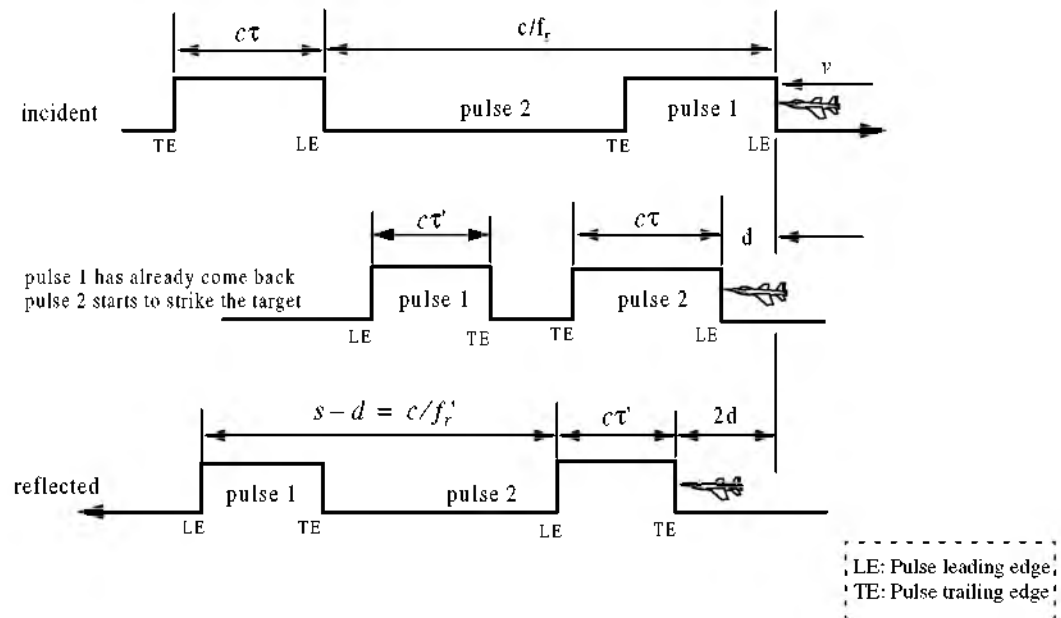 cτ
c/fr
v
incident
pulse 2
pulse 1
TE
LE
TE
LE
cτ'
cτ
d
pulse 1 has already come back
pulse 2 starts to strike the target
pulse 1
pulse 2
LE
TE
TE
LE
s − d = c/fr'
cτ'
2d
reflected
pulse 1
pulse 2
LE
TE
LE
TE
LE: Pulse leading edge
TE: Pulse trailing edge